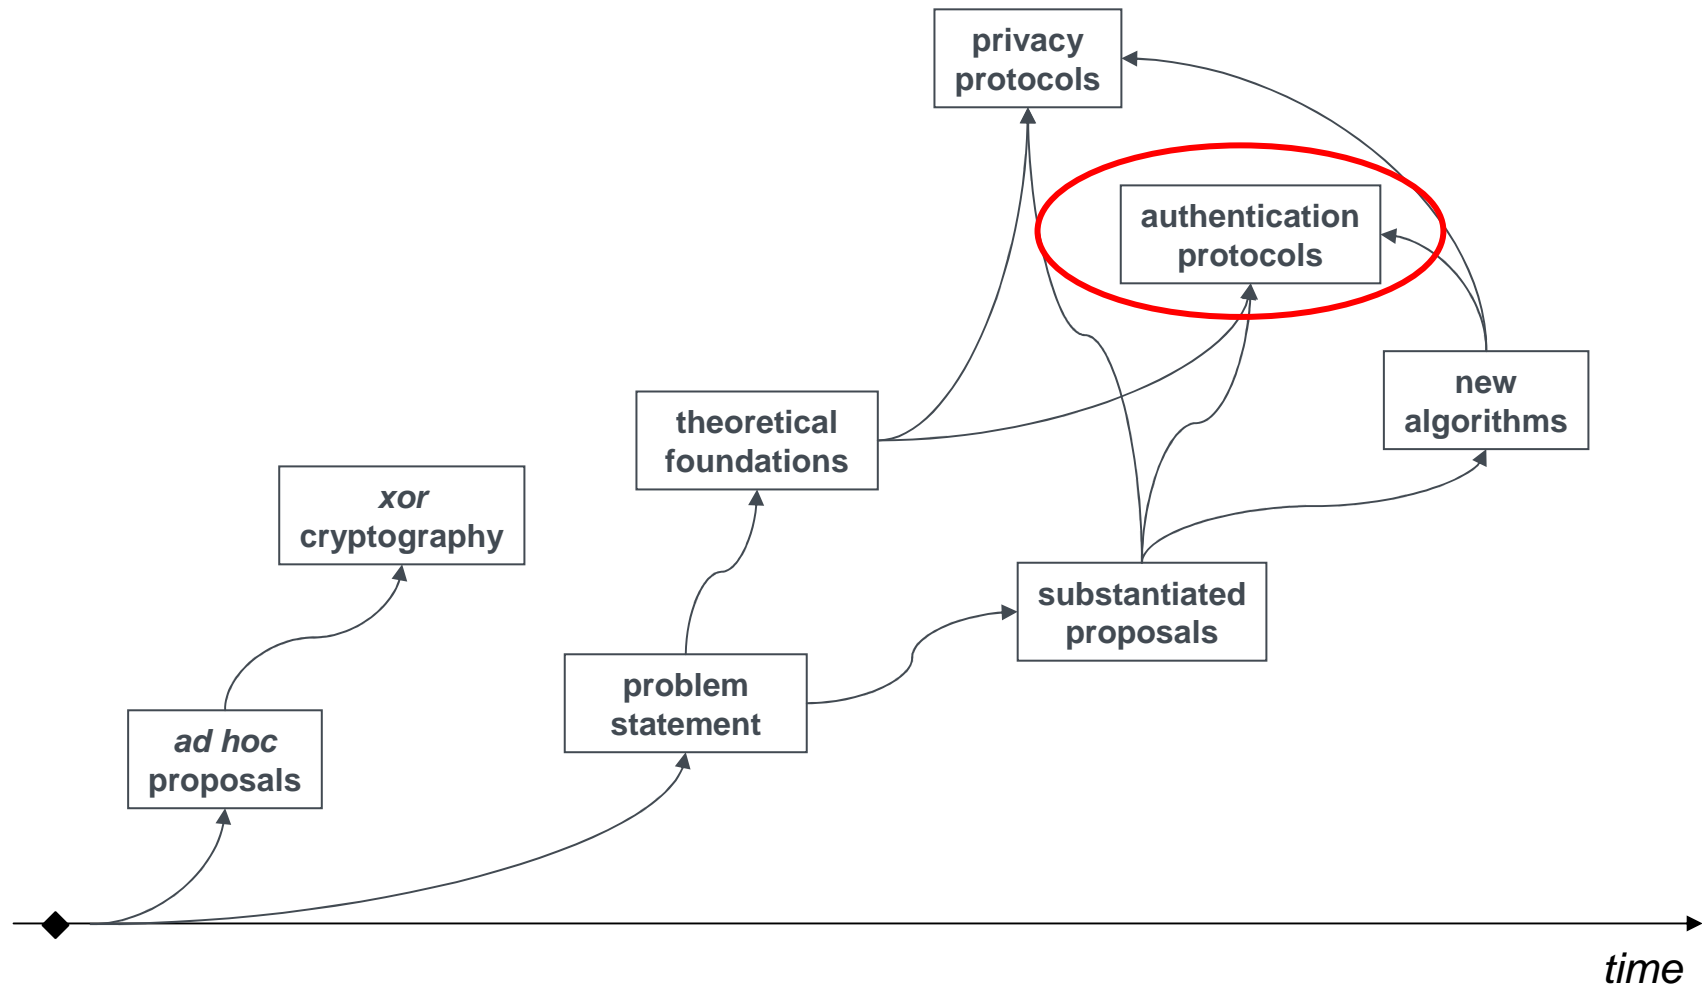 privacy
protocols
authentication
protocols
new
algorithms
theoretical
foundations
xor
cryptography
substantiated
proposals
problem
statement
ad hoc
proposals
time